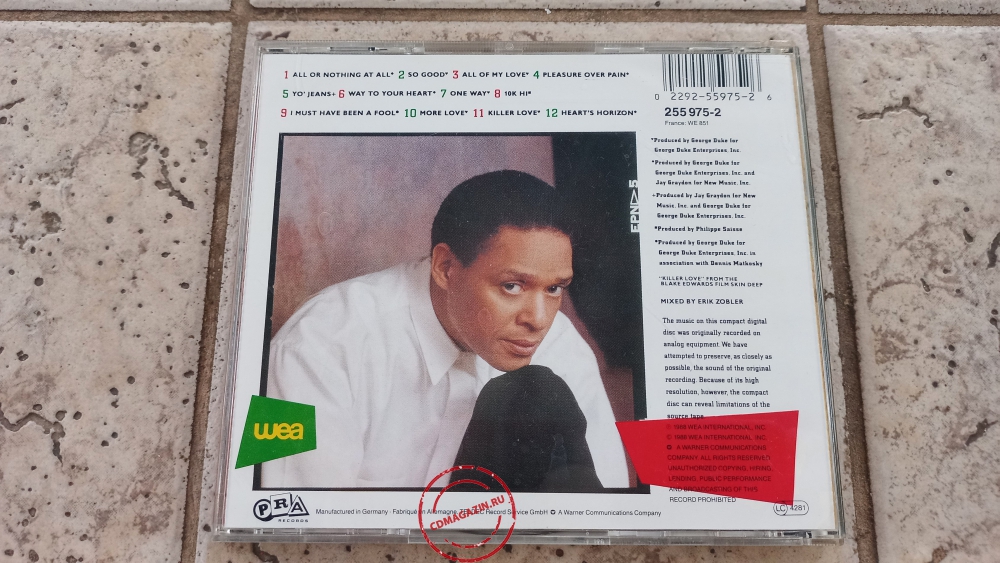 1 ALL OR NOTHING AT ALL* 2 SO GOOD* 3 ALL OF MY LOVE* 4 PLEASURE OVER PAIN*
5 YO' JEANS+ 6 WAY TO YOUR HEART* 7 ONE WAY* 8 10K HI*
9 I MUST HAVE BEEN A FOOL* 10 MORE LOVE* 11 KILLER LOVE* 12 HEART'S HORIZON*
0 2292-55975-2 6
255 975-2
France: WE 851
*Produced by George Duke for
George Duke Enterprises, Inc.
*Produced by George Duke for
George Duke Enterprises, Inc. and
Jay Graydon for New Music, Inc.
+Produced by Jay Graydon for New
Music, Inc. and George Duke for
George Duke Enterprises, Inc.
*Produced by Philippe Saisse
*Produced by George Duke for
George Duke Enterprises, Inc. in
association with Dennis Matkosky
"KILLER LOVE" FROM THE
BLAKE EDWARDS FILM SKIN DEEP
MIXED BY ERIK ZOBLER
The music on this compact digital
disc was originally recorded on
analog equipment. We have
attempted to preserve, as closely as
possible, the sound of the original
recording. Because of its high
resolution, however, the compact
disc can reveal limitations of the
source tape.
℗ 1988 WEA INTERNATIONAL, INC.
© 1988 WEA INTERNATIONAL, INC.
A WARNER COMMUNICATIONS
COMPANY. ALL RIGHTS RESERVED.
UNAUTHORIZED COPYING, HIRING,
LENDING, PUBLIC PERFORMANCE
AND BROADCASTING OF THIS
RECORD PROHIBITED
LC 4281
EPN>5
wea
PRA
RECORDS
Manufactured in Germany · Fabriqué en Allemagne, Record Service GmbH A Warner Communications Company
CDMAGAZIN.RU